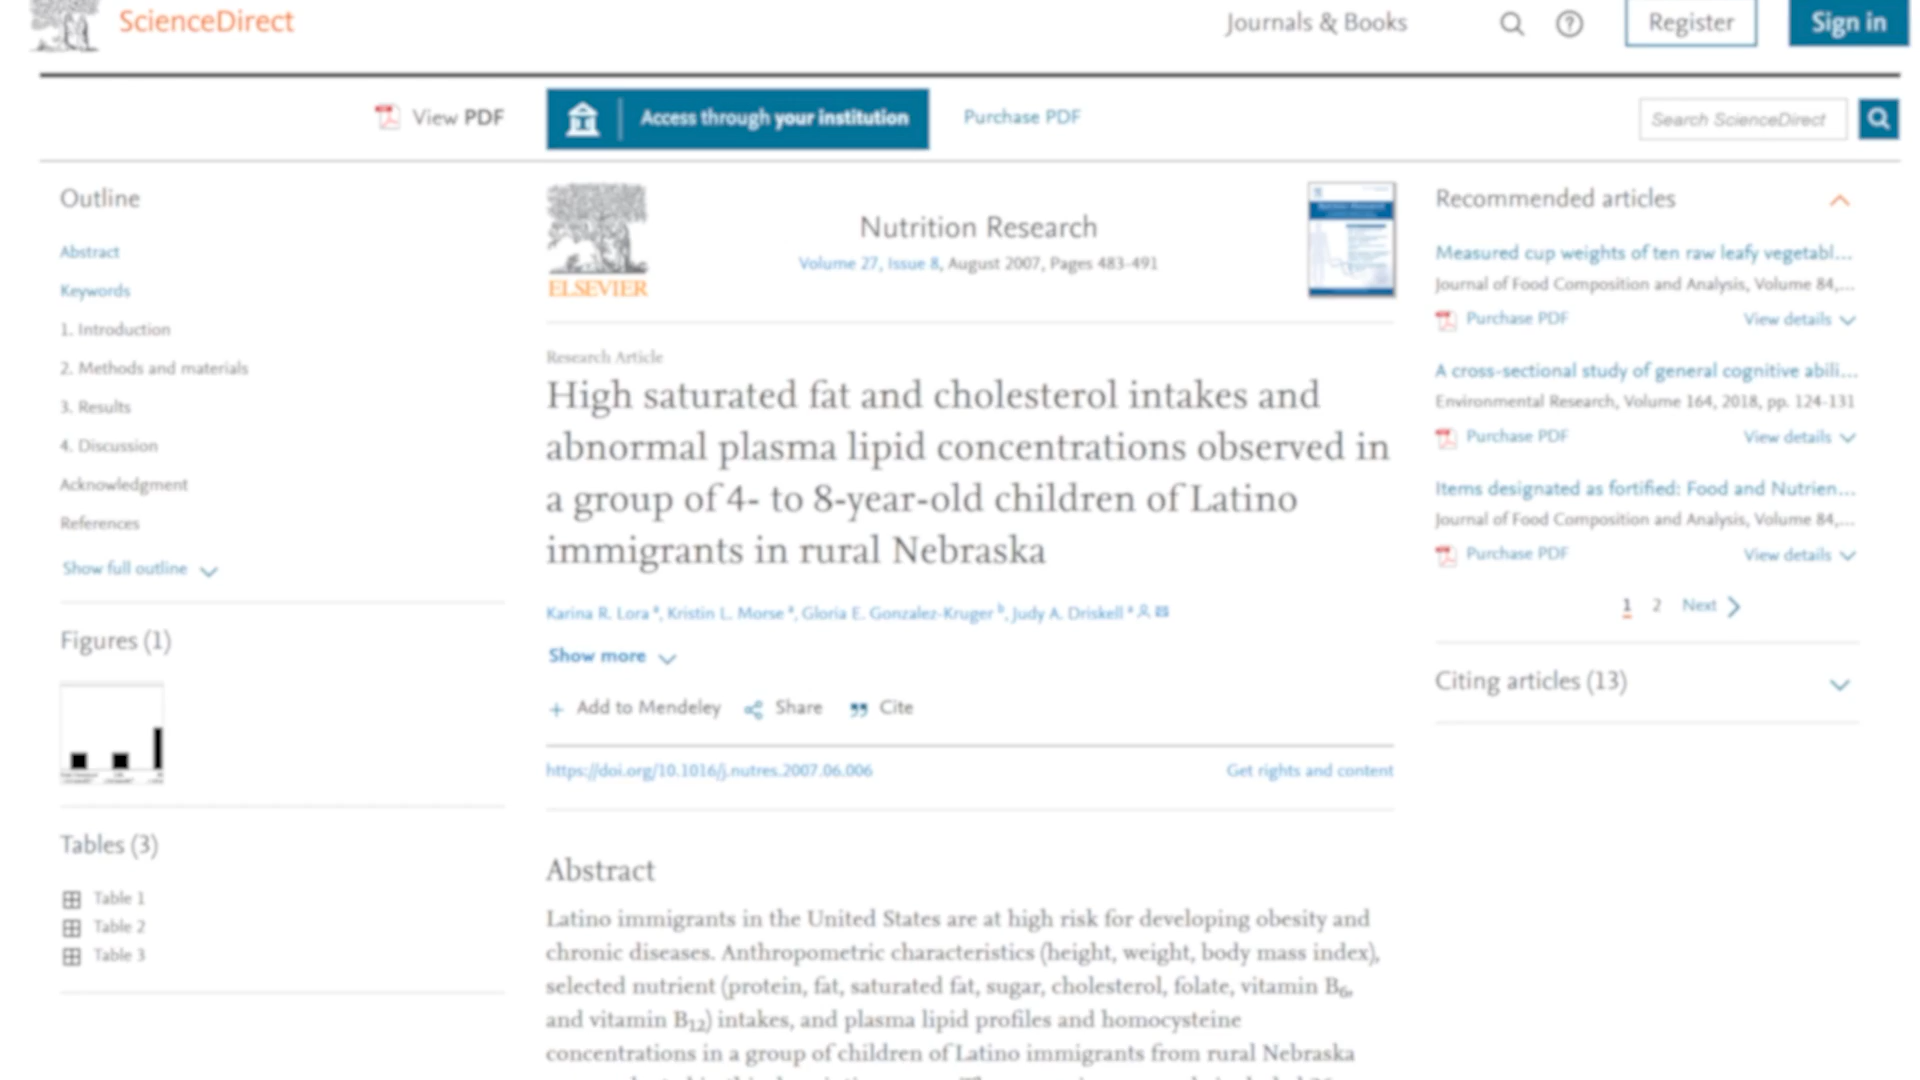 ScienceDirect
Journals & Books
Register
Sign in
View PDF
Access through your institution
Purchase PDF
Search ScienceDirect
Outline
Abstract
Keywords
1. Introduction
2. Methods and materials
3. Results
4. Discussion
Acknowledgment
References
Show full outline
Figures (1)
Tables (3)
Table 1
Table 2
Table 3
ELSEVIER
Nutrition Research
Volume 27, Issue 8, August 2007, Pages 483-491
Research Article
High saturated fat and cholesterol intakes and
abnormal plasma lipid concentrations observed in
a group of 4- to 8-year-old children of Latino
immigrants in rural Nebraska
Karina R. Lora a, Kristin L. Morse a, Gloria E. Gonzalez-Kruger b, Judy A. Driskell a
Show more
Add to Mendeley
Share
Cite
https://doi.org/10.1016/j.nutres.2007.06.006
Get rights and content
Abstract
Latino immigrants in the United States are at high risk for developing obesity and
chronic diseases. Anthropometric characteristics (height, weight, body mass index),
selected nutrient (protein, fat, saturated fat, sugar, cholesterol, folate, vitamin B6,
and vitamin B12) intakes, and plasma lipid profiles and homocysteine
concentrations in a group of children of Latino immigrants from rural Nebraska
Recommended articles
Measured cup weights of ten raw leafy vegetabl...
Journal of Food Composition and Analysis, Volume 84,...
Purchase PDF
View details
A cross-sectional study of general cognitive abili...
Environmental Research, Volume 164, 2018, pp. 124-131
Purchase PDF
View details
Items designated as fortified: Food and Nutrien...
Journal of Food Composition and Analysis, Volume 84,...
Purchase PDF
View details
1 2 Next
Citing articles (13)